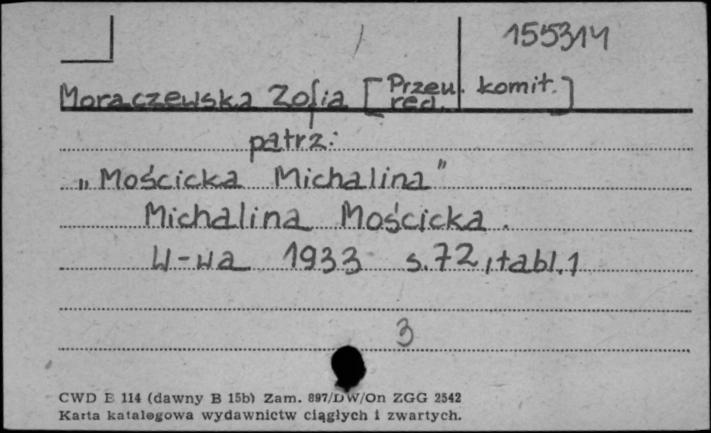 155314
Moraczewska Zofia [Przew. komit. red.]
patrz:
"Mościcka Michalina"
Michalina Mościcka.
W-wa 1933 s.72, tabl.1
3
CWD B 114 (dawny B 15b) Zam. 897/DW/On ZGG 2542
Karta katalogowa wydawnictw ciągłych i zwartych.